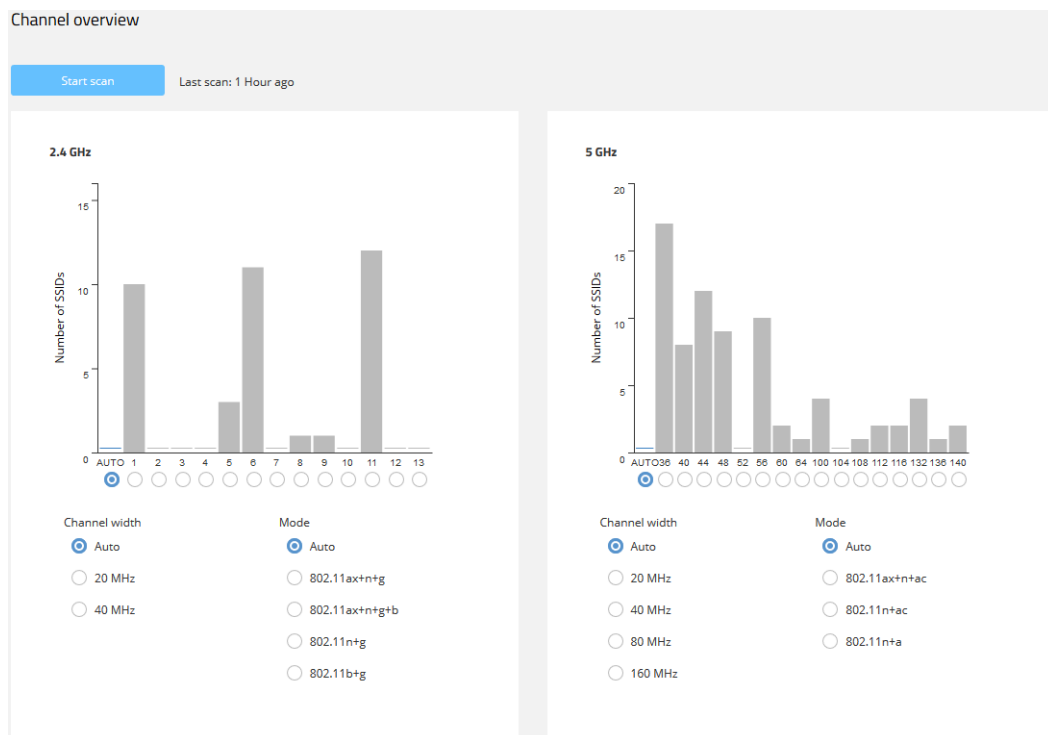 Channel overview
Start scan
Last scan: 1 Hour ago
2.4 GHz
15
10
5
0
Number of SSIDs
AUTO 1 2 3 4 5 6 7 8 9 10 11 12 13
Channel width
Auto
20 MHz
40 MHz
Mode
Auto
802.11ax+n+g
802.11ax+n+g+b
802.11n+g
802.11b+g
5 GHz
20
15
10
5
0
Number of SSIDs
AUTO36 40 44 48 52 56 60 64 100 104 108 112 116 132 136 140
Channel width
Auto
20 MHz
40 MHz
80 MHz
160 MHz
Mode
Auto
802.11ax+n+ac
802.11n+ac
802.11n+a